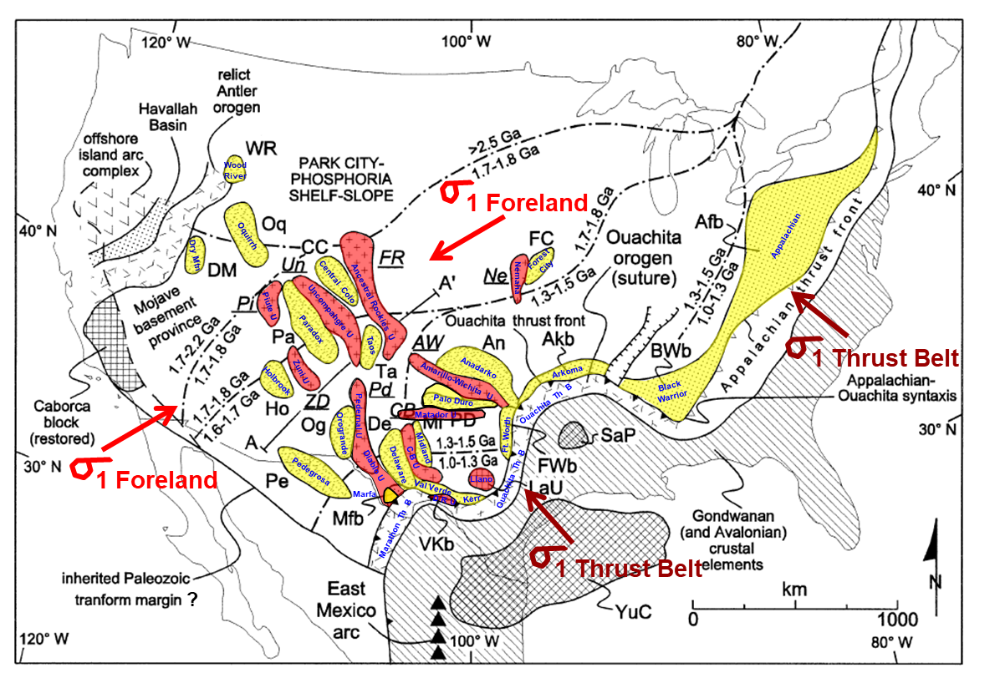 120° W
100° W
80° W
relict
Antler
orogen
Havallah
Basin
offshore
island arc
complex
WR
Wood
River
PARK CITY-
PHOSPHORIA
SHELF-SLOPE
>2.5 Ga
1.7-1.8 Ga
σ 1 Foreland
40° N
40° N
Oq
Oquirrh
Dry Mtn
DM
CC
Central Colo
Un
FR
Ancestral Rockies U
A'
FC
Forest
City
Ne
Nemaha
1.7-1.8 Ga
1.3-1.5 Ga
Ouachita
orogen
(suture)
Afb
Appalachian
Appalachian thrust front
1.3-1.5 Ga
1.0-1.3 Ga
σ 1 Thrust Belt
Mojave
basement
province
1.7-2.2 Ga
1.7-1.8 Ga
Pi
Piute U
Uncompahgre U
Pa
Paradox
Taos
Ta
Ouachita thrust front
AW
An
Akb
Anadarko
Amarillo-Wichita U
Arkoma
BWb
Black
Warrior
Appalachian-
Ouachita syntaxis
Holbrook
Ho
Zuni U
ZD
Pd
Pedernal U
Palo Duro
CB
Matador U
Mi
PD
Ouachita Th B
1.7-1.8 Ga
1.6-1.7 Ga
Caborca
block
(restored)
A
Og
Orogrande
De
Delaware
Midland
C B U
1.3-1.5 Ga
1.0-1.3 Ga
Ft. Worth
SaP
30° N
30° N
σ 1 Foreland
Pe
Pedegrosa
Diablo U
Marfa
Mfb
Val Verde
Kerr
Llano
FWb
LaU
Ouachita Th B
Marathon Th B
VKb
σ 1 Thrust Belt
Gondwanan
(and Avalonian)
crustal
elements
inherited Paleozoic
tranform margin ?
East
Mexico
arc
YuC
N
km
0
1000
120° W
100° W
80° W